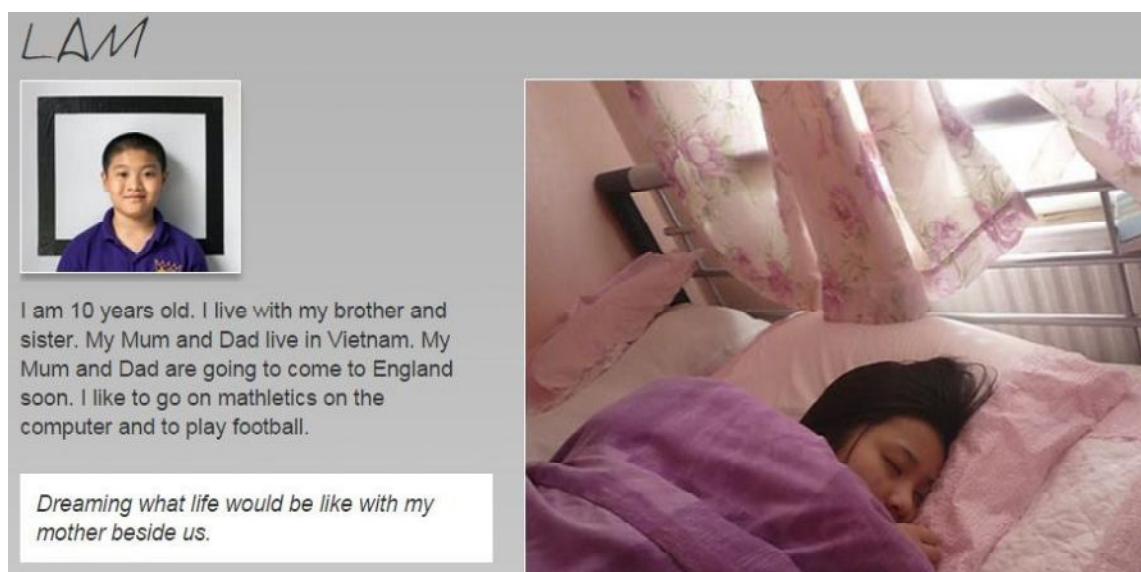 LAM
I am 10 years old. I live with my brother and
sister. My Mum and Dad live in Vietnam. My
Mum and Dad are going to come to England
soon. I like to go on mathletics on the
computer and to play football.
Dreaming what life would be like with my
mother beside us.